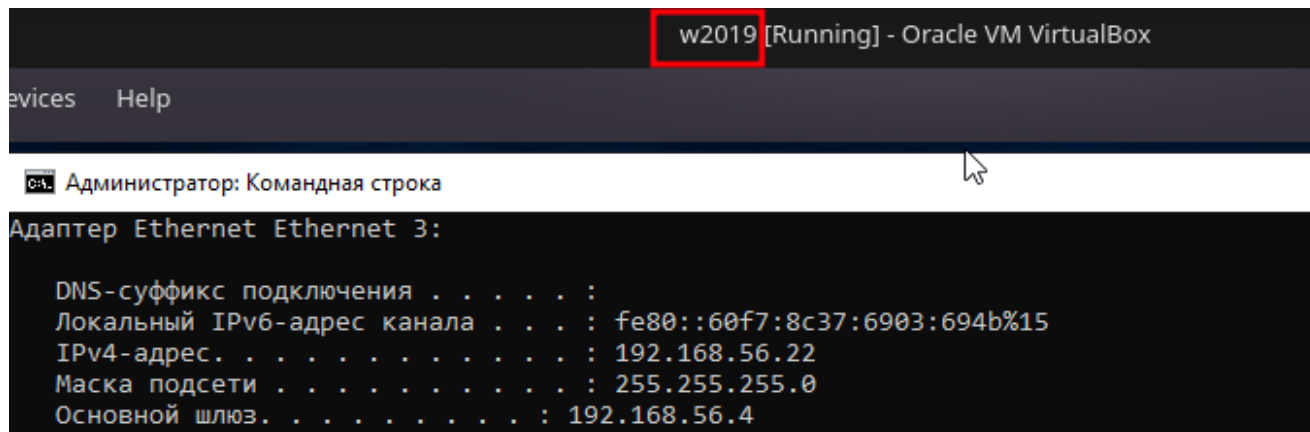 w2019 [Running] - Oracle VM VirtualBox
evices Help
Администратор: Командная строка
Адаптер Ethernet Ethernet 3:
DNS-суффикс подключения . . . . . :
Локальный IPv6-адрес канала . . . : fe80::60f7:8c37:6903:694b%15
IPv4-адрес. . . . . . . . . . . . : 192.168.56.22
Маска подсети . . . . . . . . . . : 255.255.255.0
Основной шлюз. . . . . . . . . : 192.168.56.4